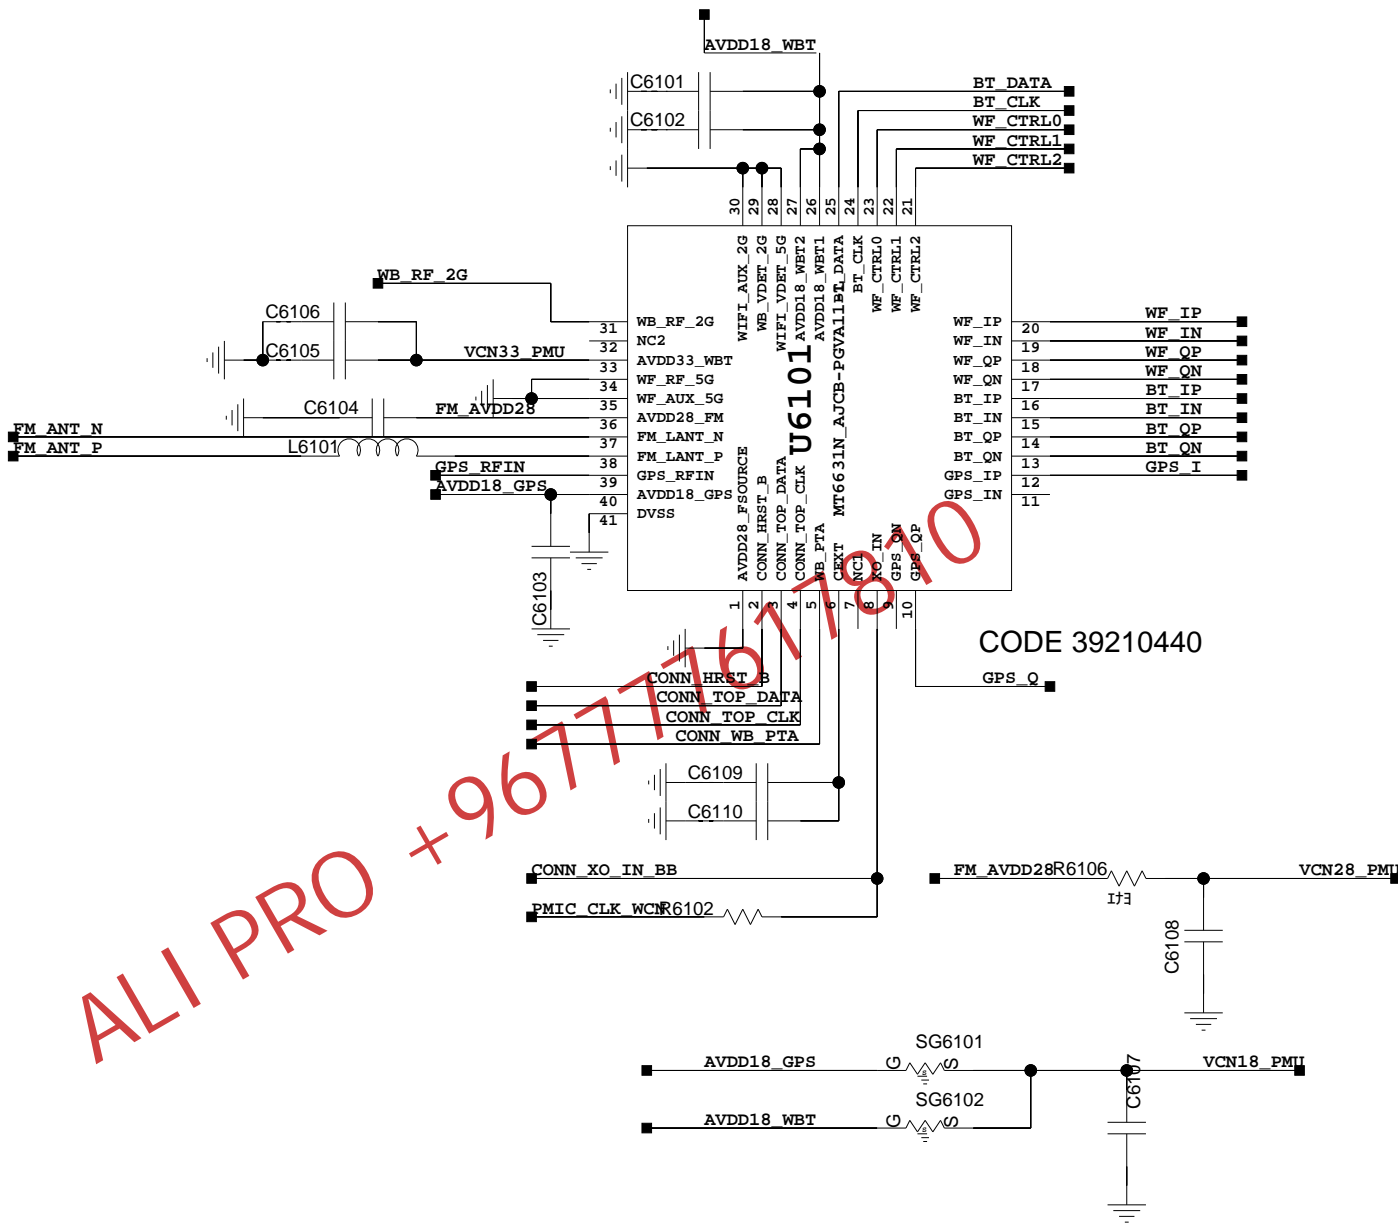 AVDD18_WBT
C6101
C6102
BT_DATA
BT_CLK
WF_CTRL0
WF_CTRL1
WF_CTRL2
30 29 28 27 26 25 24 23 22 21
WIFI_AUX_2G
WB_VDET_2G
WIFI_VDET_5G
AVDD18_WBT2
AVDD18_WBT1
BT_DATA
BT_CLK
WF_CTRL0
WF_CTRL1
WF_CTRL2
WB_RF_2G
C6106
C6105
VCN33_PMU
C6104
FM_AVDD28
FM_ANT_N
FM_ANT_P
L6101
GPS_RFIN
AVDD18_GPS
C6103
31 WB_RF_2G
32 NC2
33 AVDD33_WBT
34 WF_RF_5G
35 WF_AUX_5G
36 AVDD28_FM
37 FM_LANT_N
38 FM_LANT_P
39 GPS_RFIN
40 AVDD18_GPS
41 DVSS
U6101
MT6631N_AJCB-PGVA11
WF_IP 20 WF_IP
WF_IN 19 WF_IN
WF_QP 18 WF_QP
WF_QN 17 WF_QN
BT_IP 16 BT_IP
BT_IN 15 BT_IN
BT_QP 14 BT_QP
BT_QN 13 BT_QN
GPS_IP 12 GPS_I
GPS_IN 11
AVDD28_FSOURCE
CONN_HRST_B
CONN_TOP_DATA
CONN_TOP_CLK
WB_PTA
CEXT
NC1
XO_IN
GPS_QN
GPS_QP
1 2 3 4 5 6 7 8 9 10
CODE 39210440
GPS_Q
CONN_HRST_B
CONN_TOP_DATA
CONN_TOP_CLK
CONN_WB_PTA
C6109
C6110
CONN_XO_IN_BB
PMIC_CLK_WCN
R6102
FM_AVDD28
R6106
VCN28_PMU
C6108
ALI PRO +967777617810
SG6101
AVDD18_GPS
G S
VCN18_PMU
C6107
SG6102
AVDD18_WBT
G S